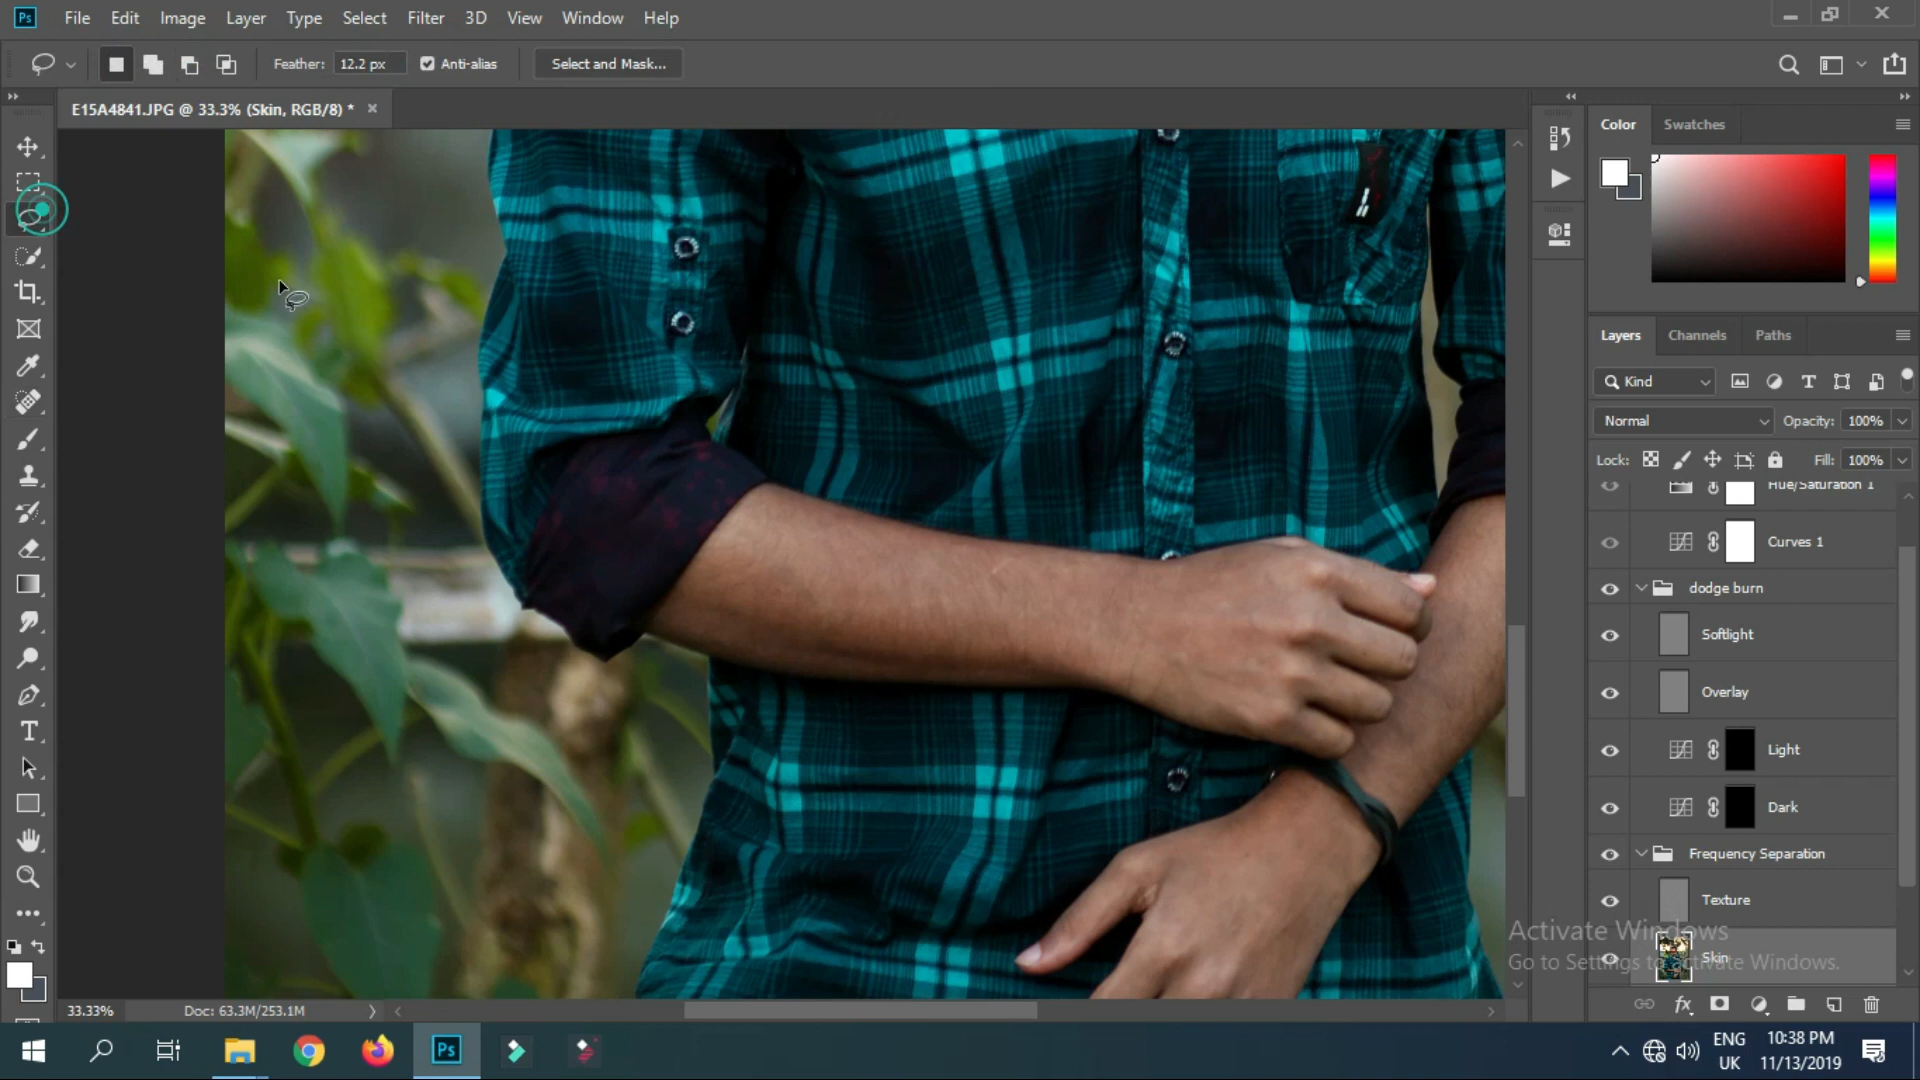 Ps File Edit Image Layer Type Select Filter 3D View Window Help
Feather: 12.2 px Anti-alias Select and Mask...
E15A4841.JPG @ 33.3% (Skin, RGB/8) *
Color Swatches
Layers Channels Paths
Kind
Normal Opacity: 100%
Lock: Fill: 100%
Hue/Saturation 1
Curves 1
dodge burn
Softlight
Overlay
Light
Dark
Frequency Separation
Texture
Skin
Activate Windows
Go to Settings to activate Windows.
33.33% Doc: 63.3M/253.1M
Ps
ENG
UK
10:38 PM
11/13/2019